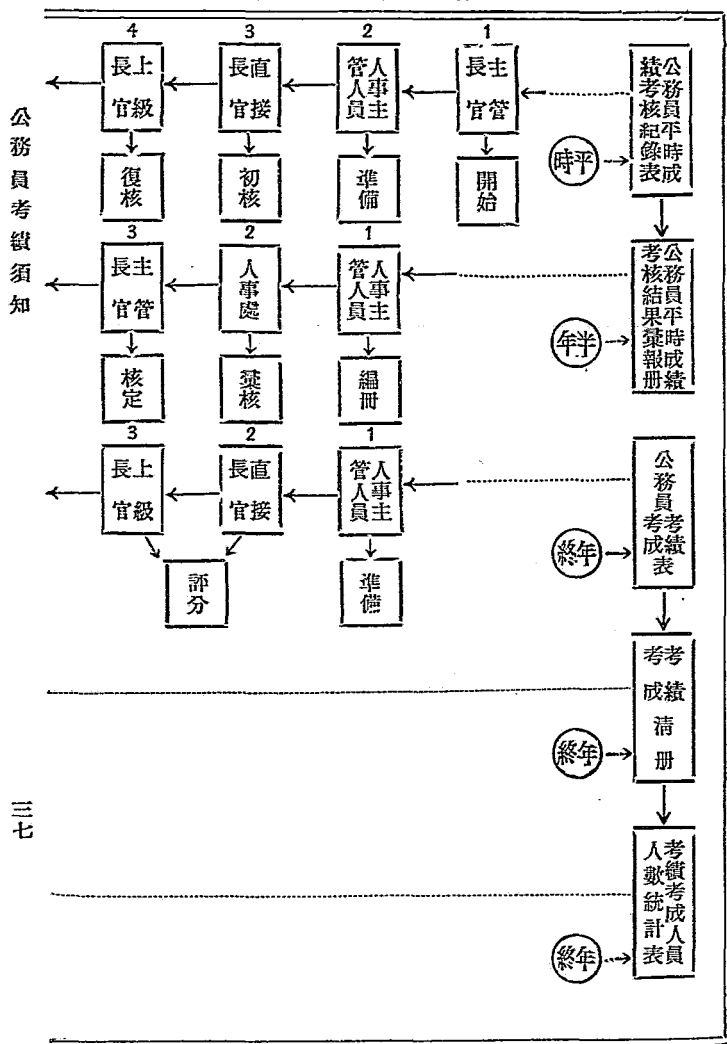 公務員平時成
績考核紀錄表
平時
1
主管
長官
開始
2
人事主
管人員
準備
3
直接
長官
初核
4
上級
長官
復核
公務員平時成績
考核結果彙報册
半年
1
人事主
管人員
編冊
2
人事處
彙核
3
主管
長官
核定
公務員考績
考成表
年終
1
人事主
管人員
準備
2
直接
長官
3
上級
長官
評分
考績
考成清册
年終
考績考成人員
人數統計表
年終
公務員考績須知
三七